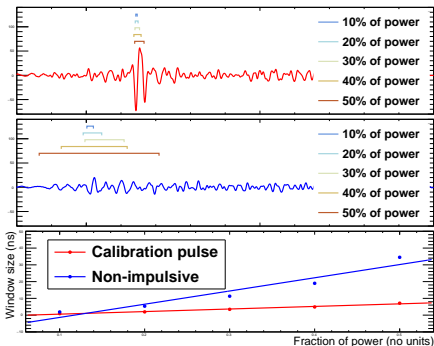 10% of power
20% of power
30% of power
40% of power
50% of power
10% of power
20% of power
30% of power
40% of power
50% of power
Window size (ns)
Calibration pulse
Non-impulsive
Fraction of power (no units)